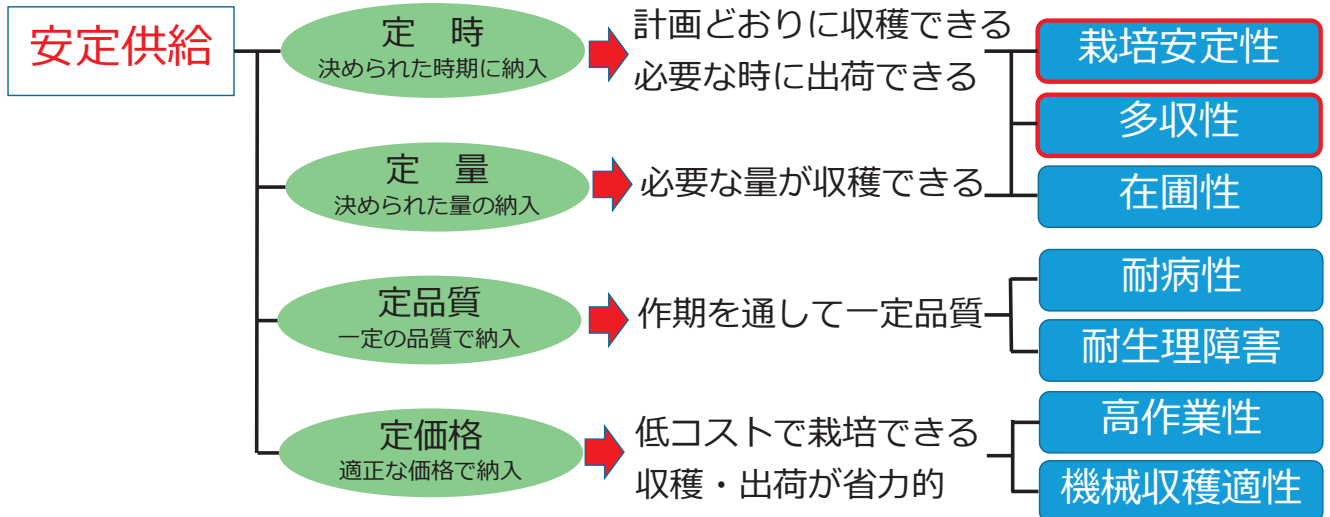 安定供給
定　時
決められた時期に納入
計画どおりに収穫できる
必要な時に出荷できる
定　量
決められた量の納入
必要な量が収穫できる
栽培安定性
多収性
在圃性
定品質
一定の品質で納入
作期を通して一定品質
耐病性
耐生理障害
定価格
適正な価格で納入
低コストで栽培できる
収穫・出荷が省力的
高作業性
機械収穫適性